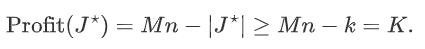 Profit(J⋆) = Mn − |J⋆| ≥ Mn − k = K.